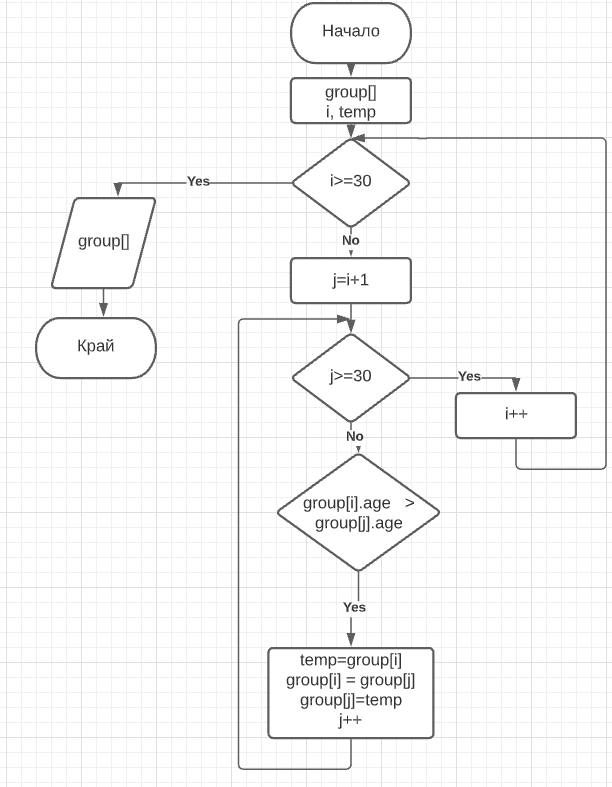 Начало
group[]
i, temp
i>=30
Yes
group[]
No
j=i+1
Край
j>=30
Yes
i++
No
group[i].age >
group[j].age
Yes
temp=group[i]
group[i] = group[j]
group[j]=temp
j++